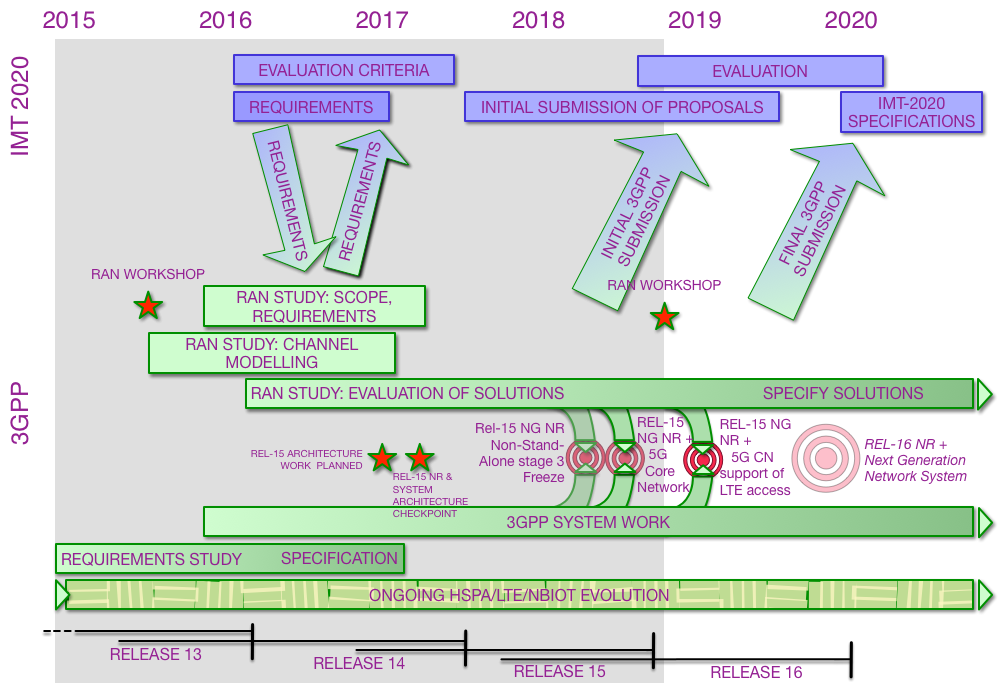 2015 2016 2017 2018 2019 2020
IMT 2020
EVALUATION CRITERIA
EVALUATION
REQUIREMENTS
INITIAL SUBMISSION OF PROPOSALS
IMT-2020
SPECIFICATIONS
REQUIREMENTS
REQUIREMENTS
INITIAL 3GPP
SUBMISSION
FINAL 3GPP
SUBMISSION
3GPP
RAN WORKSHOP
RAN WORKSHOP
RAN STUDY: SCOPE,
REQUIREMENTS
RAN STUDY: CHANNEL
MODELLING
RAN STUDY: EVALUATION OF SOLUTIONS
SPECIFY SOLUTIONS
REL-15 ARCHITECTURE
WORK PLANNED
REL-15 NR &
SYSTEM
ARCHITECTURE
CHECKPOINT
Rel-15 NG NR
Non-Stand-
Alone stage 3
Freeze
REL-15
NG NR +
5G
Core
Network
REL-15 NG
NR +
5G CN
support of
LTE access
REL-16 NR +
Next Generation
Network System
3GPP SYSTEM WORK
REQUIREMENTS STUDY
SPECIFICATION
ONGOING HSPA/LTE/NBIOT EVOLUTION
RELEASE 13
RELEASE 14
RELEASE 15
RELEASE 16